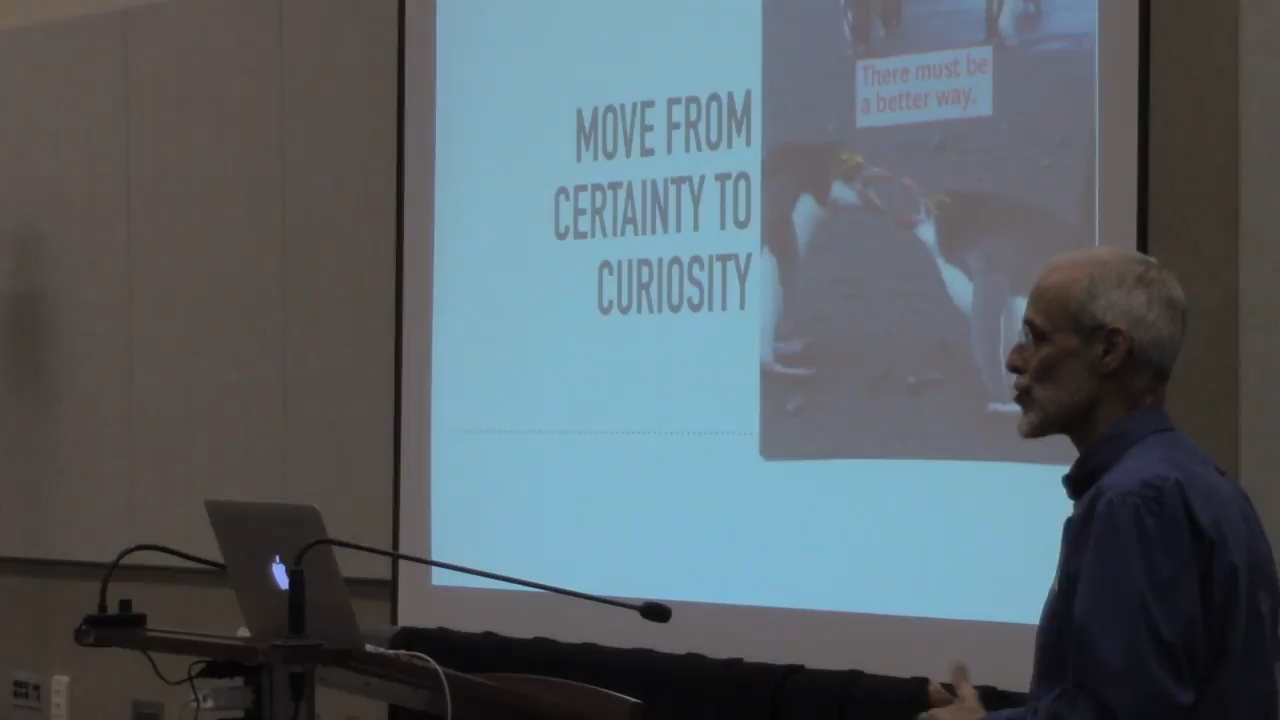 MOVE FROM
CERTAINTY TO
CURIOSITY
There must be
a better way.